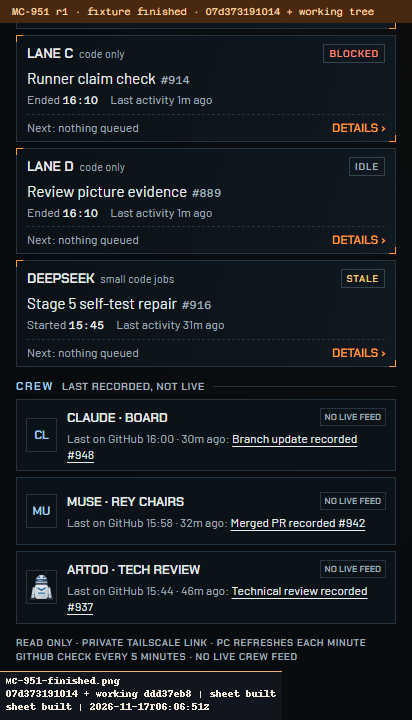 MC-951 r1 · fixture finished · 07d373191014 + working tree
LANE C code only BLOCKED
Runner claim check #914
Ended 16:10 Last activity 1m ago
Next: nothing queued DETAILS ›
LANE D code only IDLE
Review picture evidence #889
Ended 16:10 Last activity 1m ago
Next: nothing queued DETAILS ›
DEEPSEEK small code jobs STALE
Stage 5 self-test repair #916
Started 15:45 Last activity 31m ago
Next: nothing queued DETAILS ›
CREW LAST RECORDED, NOT LIVE
CLAUDE · BOARD NO LIVE FEED
CL
Last on GitHub 16:00 · 30m ago: Branch update recorded
#948
MUSE · REY CHAIRS NO LIVE FEED
MU
Last on GitHub 15:58 · 32m ago: Merged PR recorded #942
ARTOO · TECH REVIEW NO LIVE FEED
Last on GitHub 15:44 · 46m ago: Technical review recorded
#937
READ ONLY · PRIVATE TAILSCALE LINK · PC REFRESHES EACH MINUTE
GITHUB CHECK EVERY 5 MINUTES · NO LIVE CREW FEED
MC-951-finished.png
07d373191014 + working ddd37eb8 | sheet built
sheet built | 2026-11-17T06:06:51Z